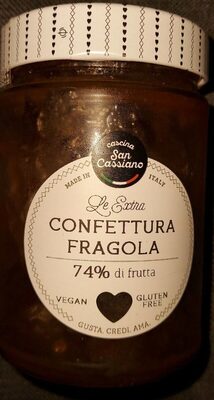 cascina
San
Cassiano
MADE IN ITALY
Le Extra
CONFETTURA
FRAGOLA
74% di frutta
VEGAN
GLUTEN
FREE
GUSTA. CREDI. AMA.